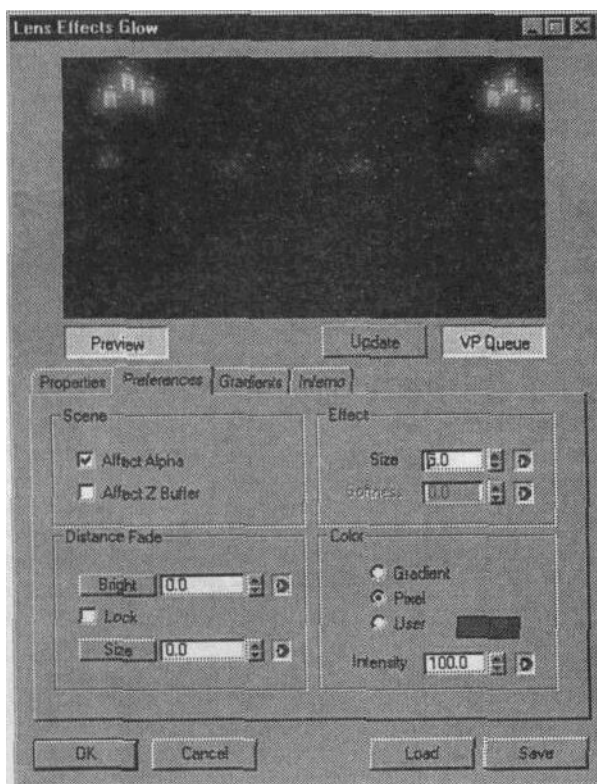 Lens Effects Glow
Preview Update VP Queue
Properties Preferences Gradients Inferno
Scene
Affect Alpha
Affect Z Buffer
Effect
Size 5.0
Softness 0.0
Distance Fade
Bright 0.0
Lock
Size 0.0
Color
Gradient
Pixel
User
Intensity 100.0
OK Cancel Load Save